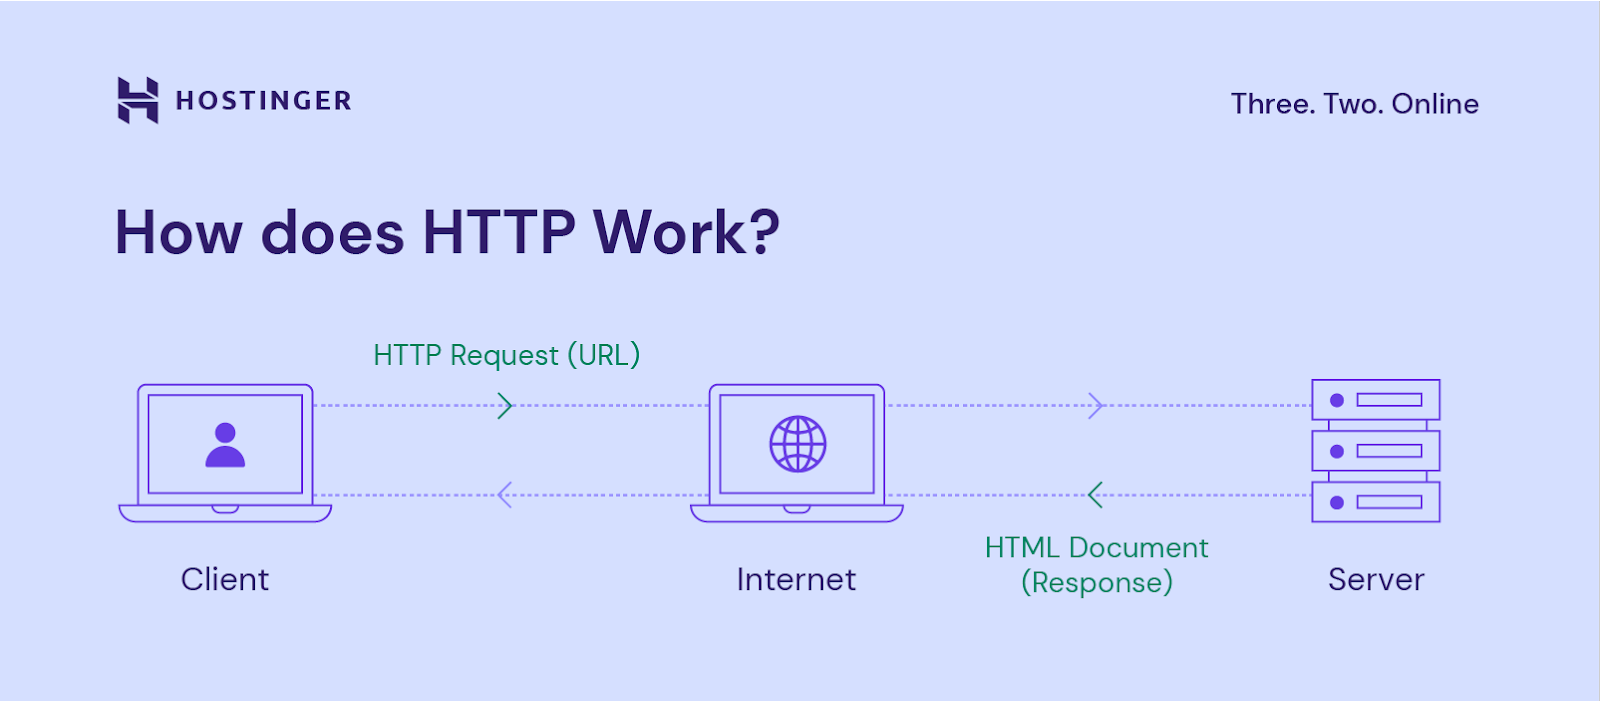 HOSTINGER
Three. Two. Online
How does HTTP Work?
HTTP Request (URL)
HTML Document
(Response)
Client
Internet
Server